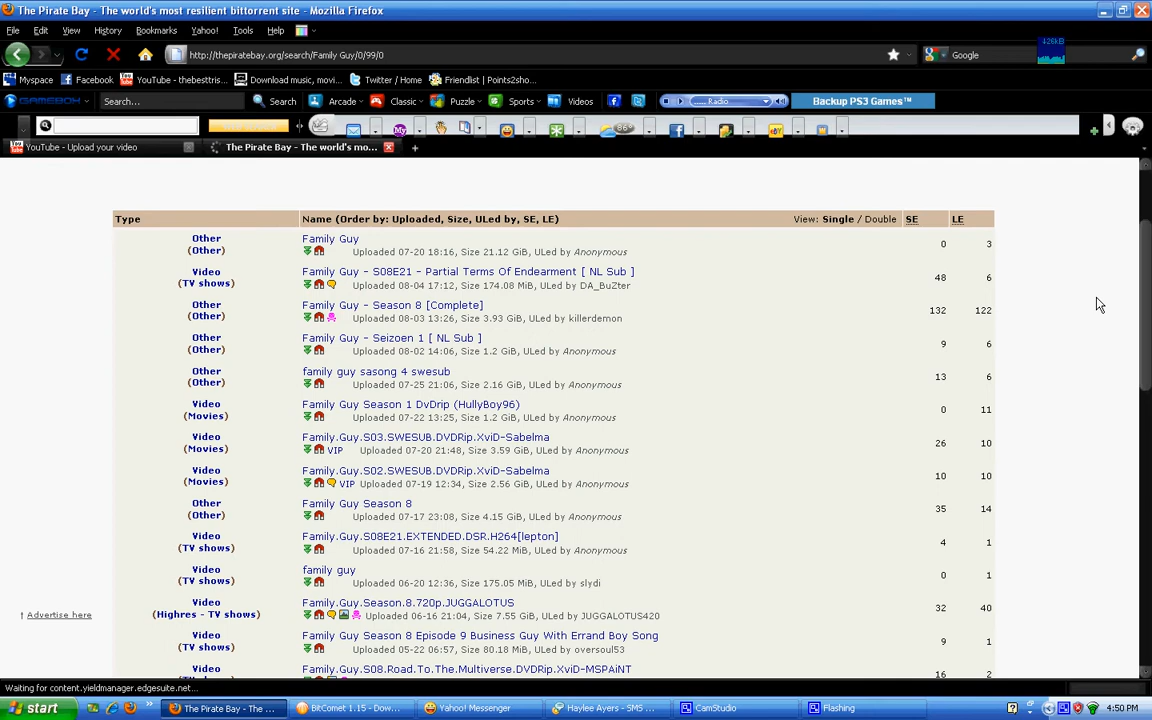 The Pirate Bay - The world's most resilient bittorrent site - Mozilla Firefox
File Edit View History Bookmarks Yahoo! Tools Help
http://thepiratebay.org/search/Family Guy/0/99/0
Google
426kB
Myspace Facebook YouTube - thebesttris... Download music, movi... Twitter / Home Friendlist | Points2sho...
GAMEBOX Search... Search Arcade Classic Puzzle Sports Videos Radio Backup PS3 Games™
My 86°
YouTube - Upload your video The Pirate Bay - The world's mo...
Type Name (Order by: Uploaded, Size, ULed by, SE, LE) View: Single / Double SE LE
Other (Other) Family Guy 0 3
Uploaded 07-20 18:16, Size 21.12 GiB, ULed by Anonymous
Video (TV shows) Family Guy - S08E21 - Partial Terms Of Endearment [ NL Sub ] 48 6
Uploaded 08-04 17:12, Size 174.08 MiB, ULed by DA_BuZter
Other (Other) Family Guy - Season 8 [Complete] 132 122
Uploaded 08-03 13:26, Size 3.93 GiB, ULed by killerdemon
Other (Other) Family Guy - Seizoen 1 [ NL Sub ] 9 6
Uploaded 08-02 14:06, Size 1.2 GiB, ULed by Anonymous
Other (Other) family guy sasong 4 swesub 13 6
Uploaded 07-25 21:06, Size 2.16 GiB, ULed by Anonymous
Video (Movies) Family Guy Season 1 DvDrip (HullyBoy96) 0 11
Uploaded 07-22 13:25, Size 1.2 GiB, ULed by Anonymous
Video (Movies) Family.Guy.S03.SWESUB.DVDRip.XviD-Sabelma 26 10
VIP Uploaded 07-20 21:48, Size 3.59 GiB, ULed by Anonymous
Video (Movies) Family.Guy.S02.SWESUB.DVDRip.XviD-Sabelma 10 10
VIP Uploaded 07-19 12:34, Size 2.56 GiB, ULed by Anonymous
Other (Other) Family Guy Season 8 35 14
Uploaded 07-17 23:08, Size 4.15 GiB, ULed by Anonymous
Video (TV shows) Family.Guy.S08E21.EXTENDED.DSR.H264[lepton] 4 1
Uploaded 07-16 21:58, Size 54.22 MiB, ULed by Anonymous
Video (TV shows) family guy 0 1
Uploaded 06-20 12:36, Size 175.05 MiB, ULed by slydi
Video (Highres - TV shows) Family.Guy.Season.8.720p.JUGGALOTUS 32 40
↑ Advertise here Uploaded 06-16 21:04, Size 7.55 GiB, ULed by JUGGALOTUS420
Video (TV shows) Family Guy Season 8 Episode 9 Business Guy With Errand Boy Song 9 1
Uploaded 05-22 06:57, Size 80.18 MiB, ULed by oversoul53
Video Family.Guy.S08.Road.To.The.Multiverse.DVDRip.XviD-MSPAiNT 16 2
Waiting for content.yieldmanager.edgesuite.net...
start The Pirate Bay - The ... BitComet 1.15 - Dow... Yahoo! Messenger Haylee Ayers - SMS ... CamStudio Flashing 4:50 PM